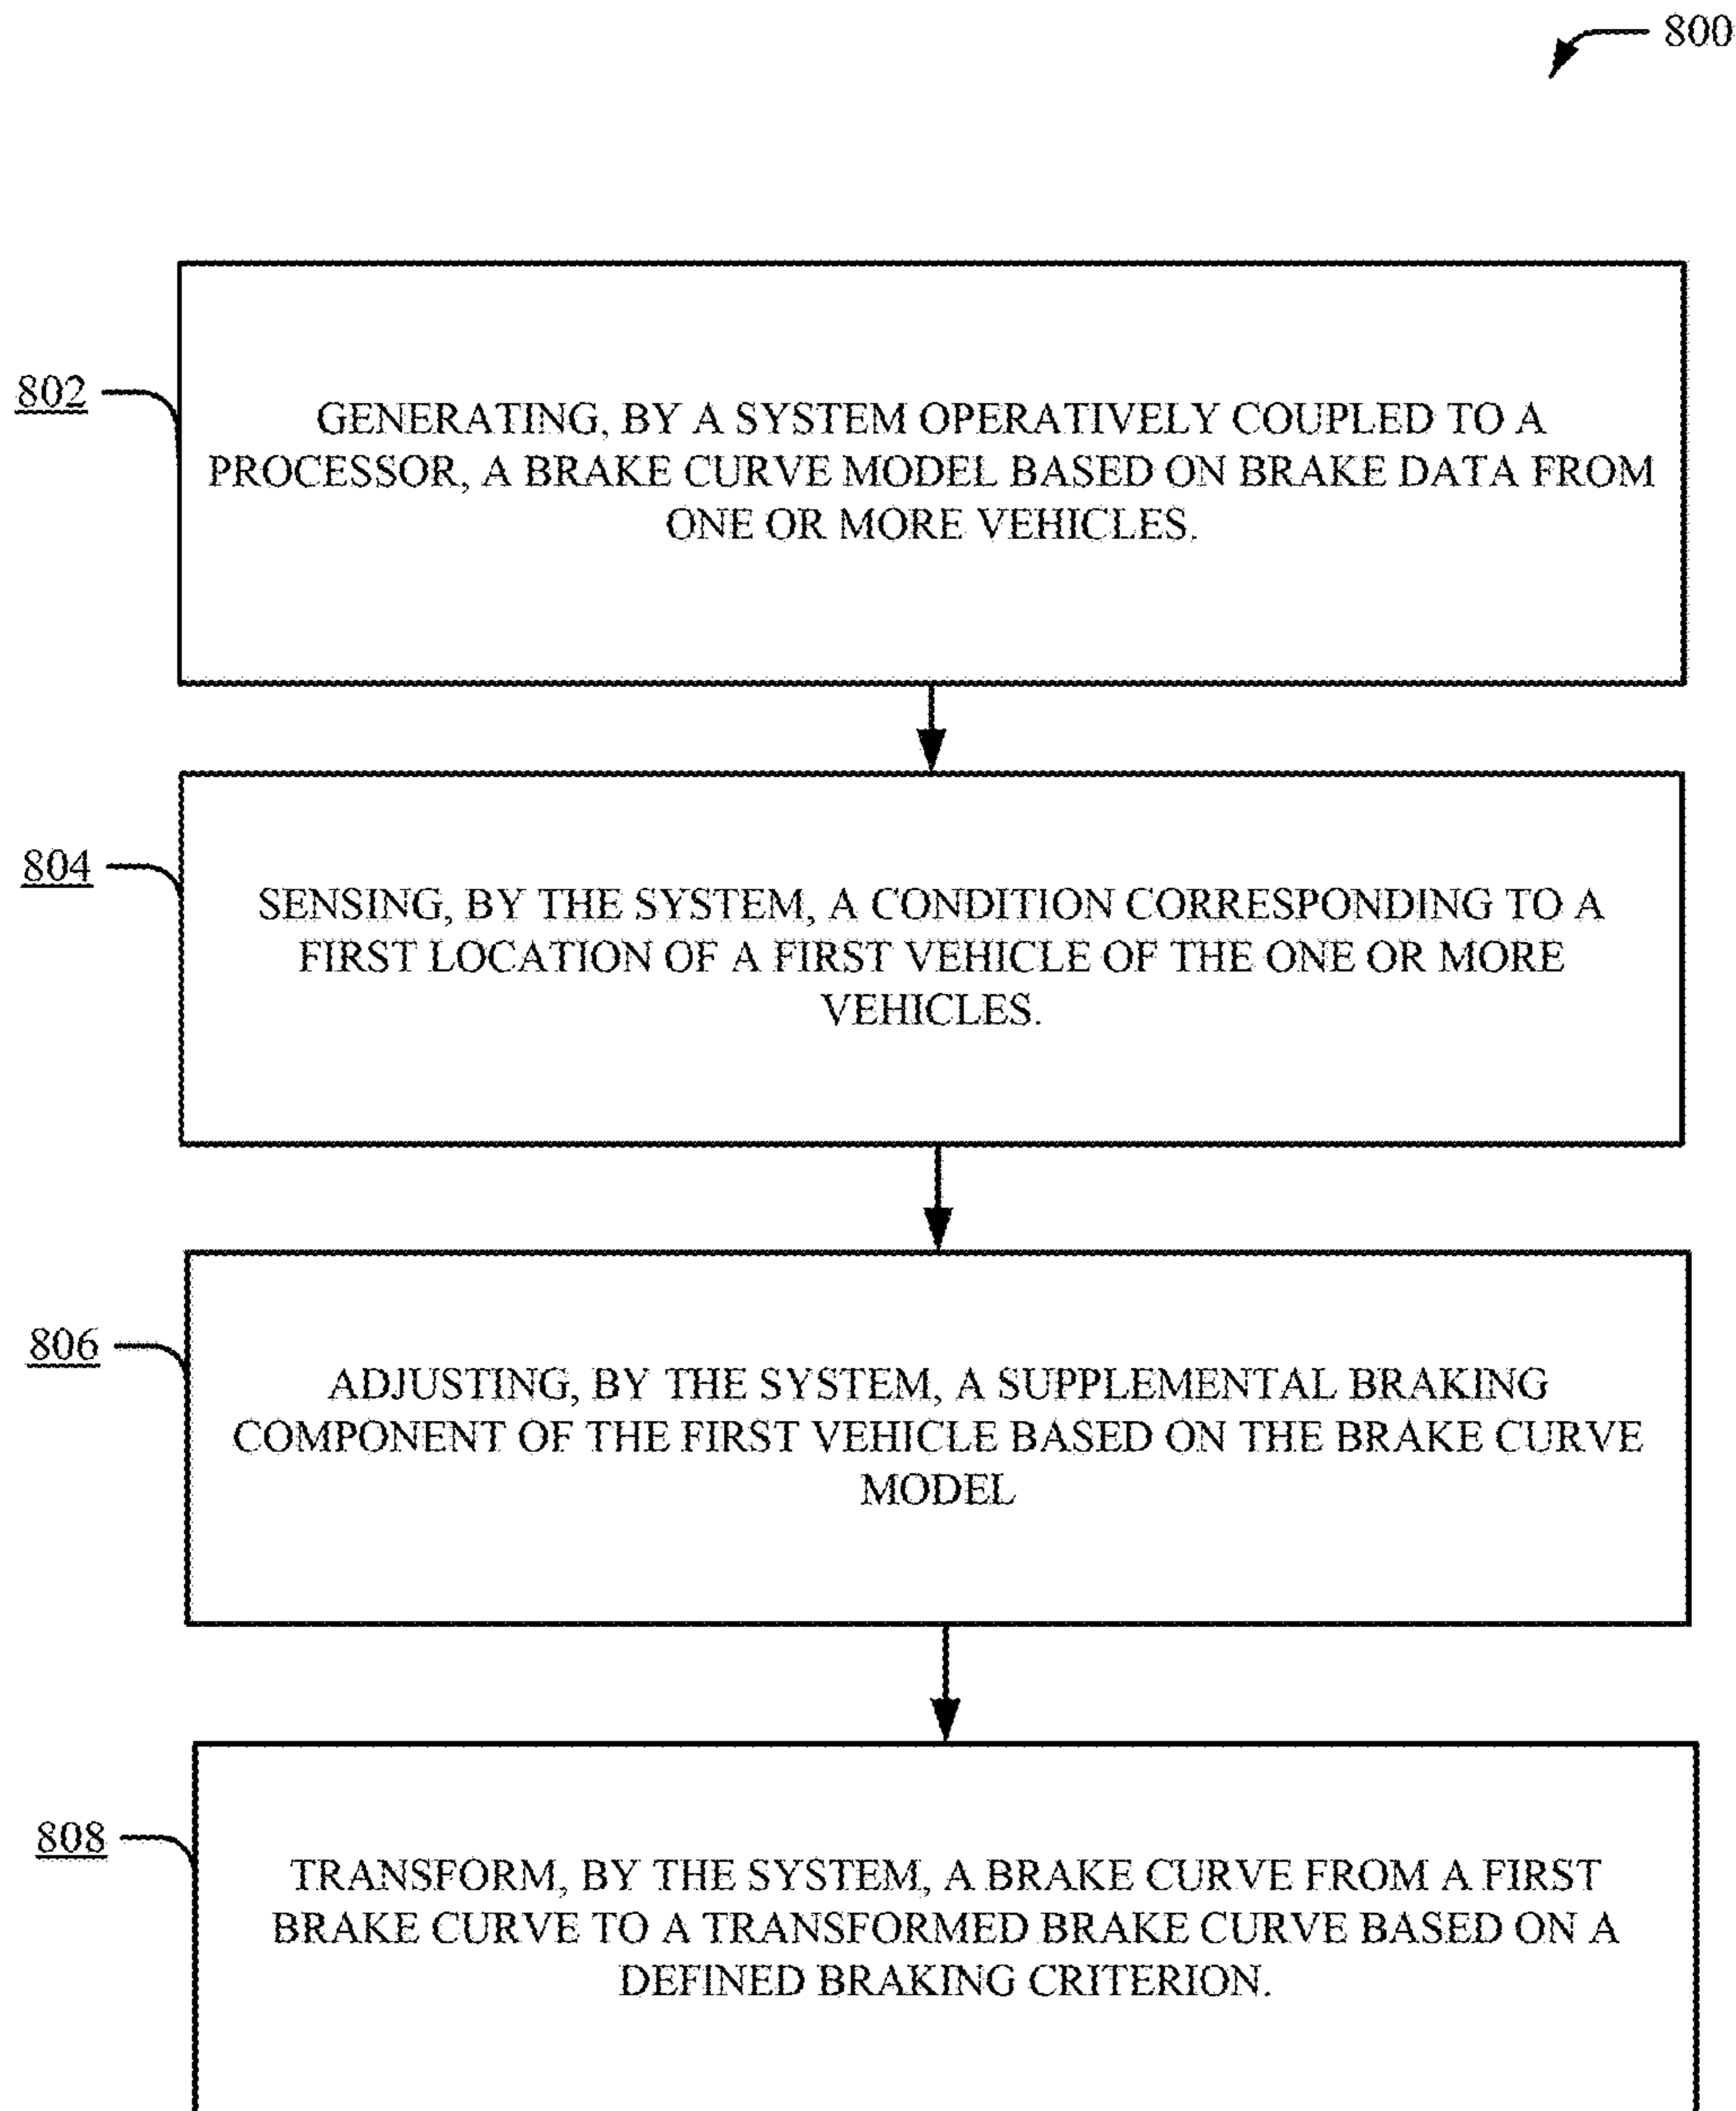 800
802
GENERATING, BY A SYSTEM OPERATIVELY COUPLED TO A
PROCESSOR, A BRAKE CURVE MODEL BASED ON BRAKE DATA FROM
ONE OR MORE VEHICLES.
804
SENSING, BY THE SYSTEM, A CONDITION CORRESPONDING TO A
FIRST LOCATION OF A FIRST VEHICLE OF THE ONE OR MORE
VEHICLES.
806
ADJUSTING, BY THE SYSTEM, A SUPPLEMENTAL BRAKING
COMPONENT OF THE FIRST VEHICLE BASED ON THE BRAKE CURVE
MODEL
808
TRANSFORM, BY THE SYSTEM, A BRAKE CURVE FROM A FIRST
BRAKE CURVE TO A TRANSFORMED BRAKE CURVE BASED ON A
DEFINED BRAKING CRITERION.